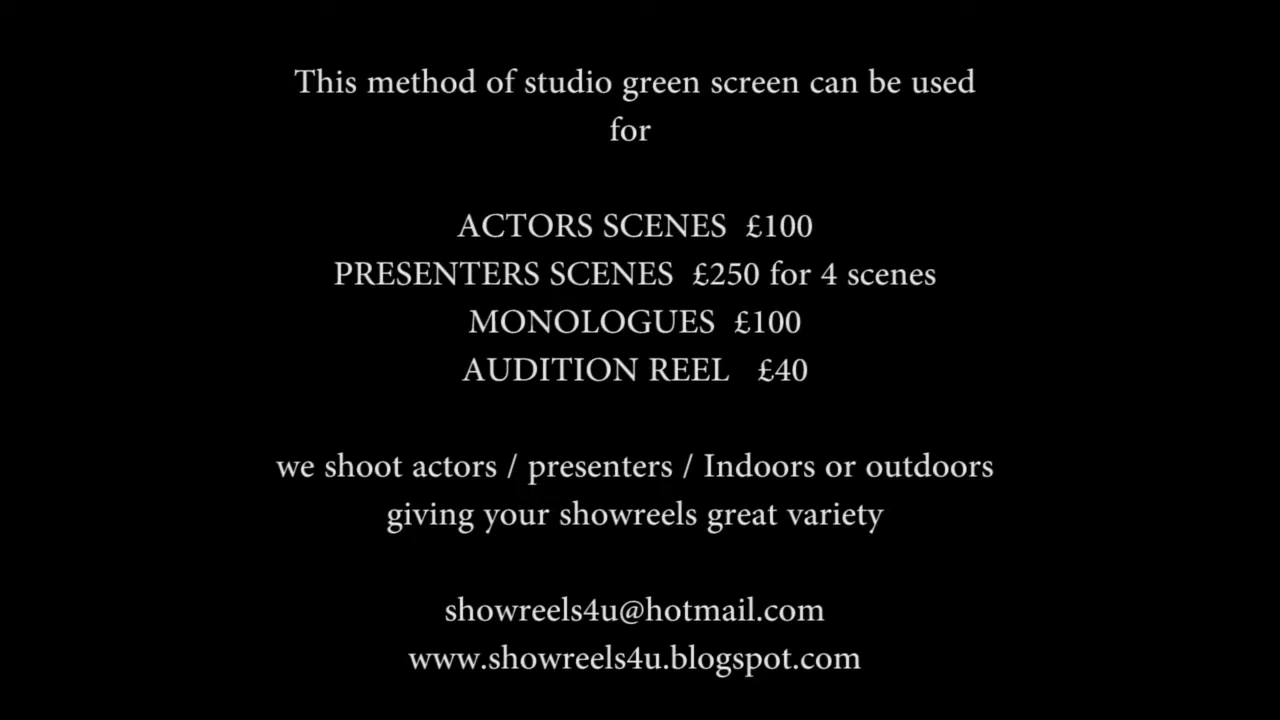 This method of studio green screen can be used
for
ACTORS SCENES £100
PRESENTERS SCENES £250 for 4 scenes
MONOLOGUES £100
AUDITION REEL £40
we shoot actors / presenters / Indoors or outdoors
giving your showreels great variety
showreels4u@hotmail.com
www.showreels4u.blogspot.com